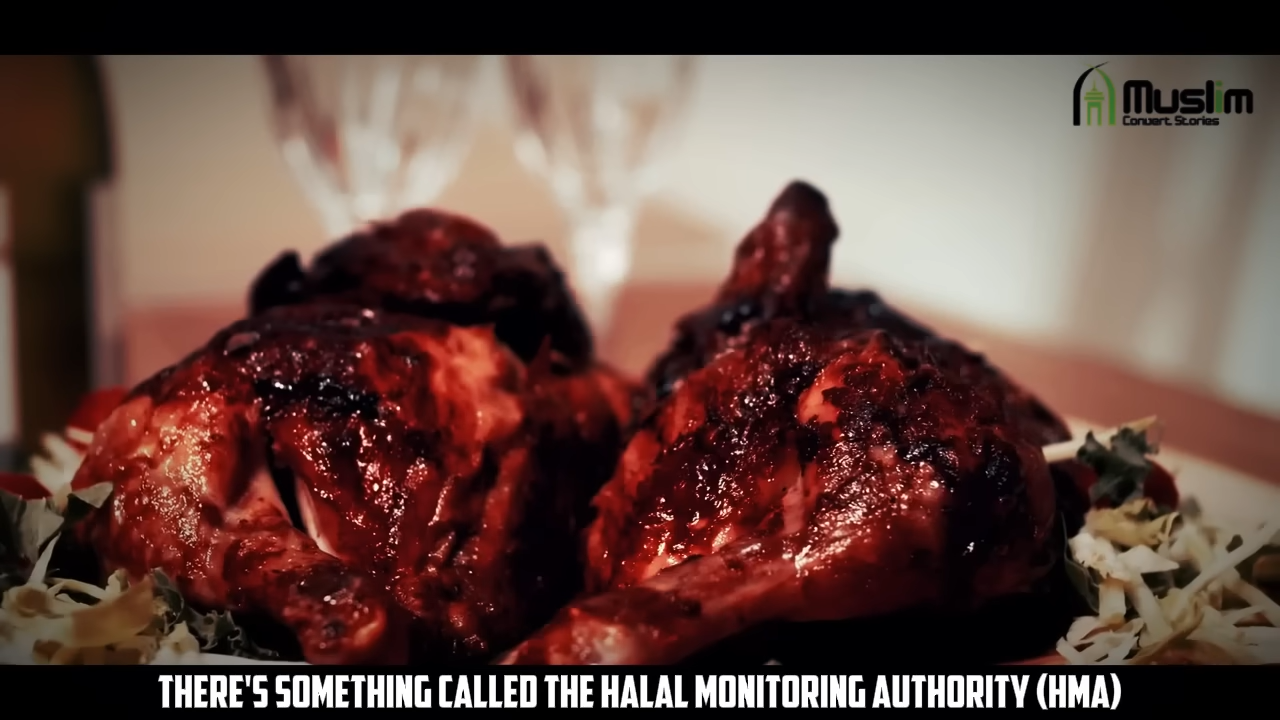 Muslim
Convert Stories
THERE'S SOMETHING CALLED THE HALAL MONITORING AUTHORITY (HMA)